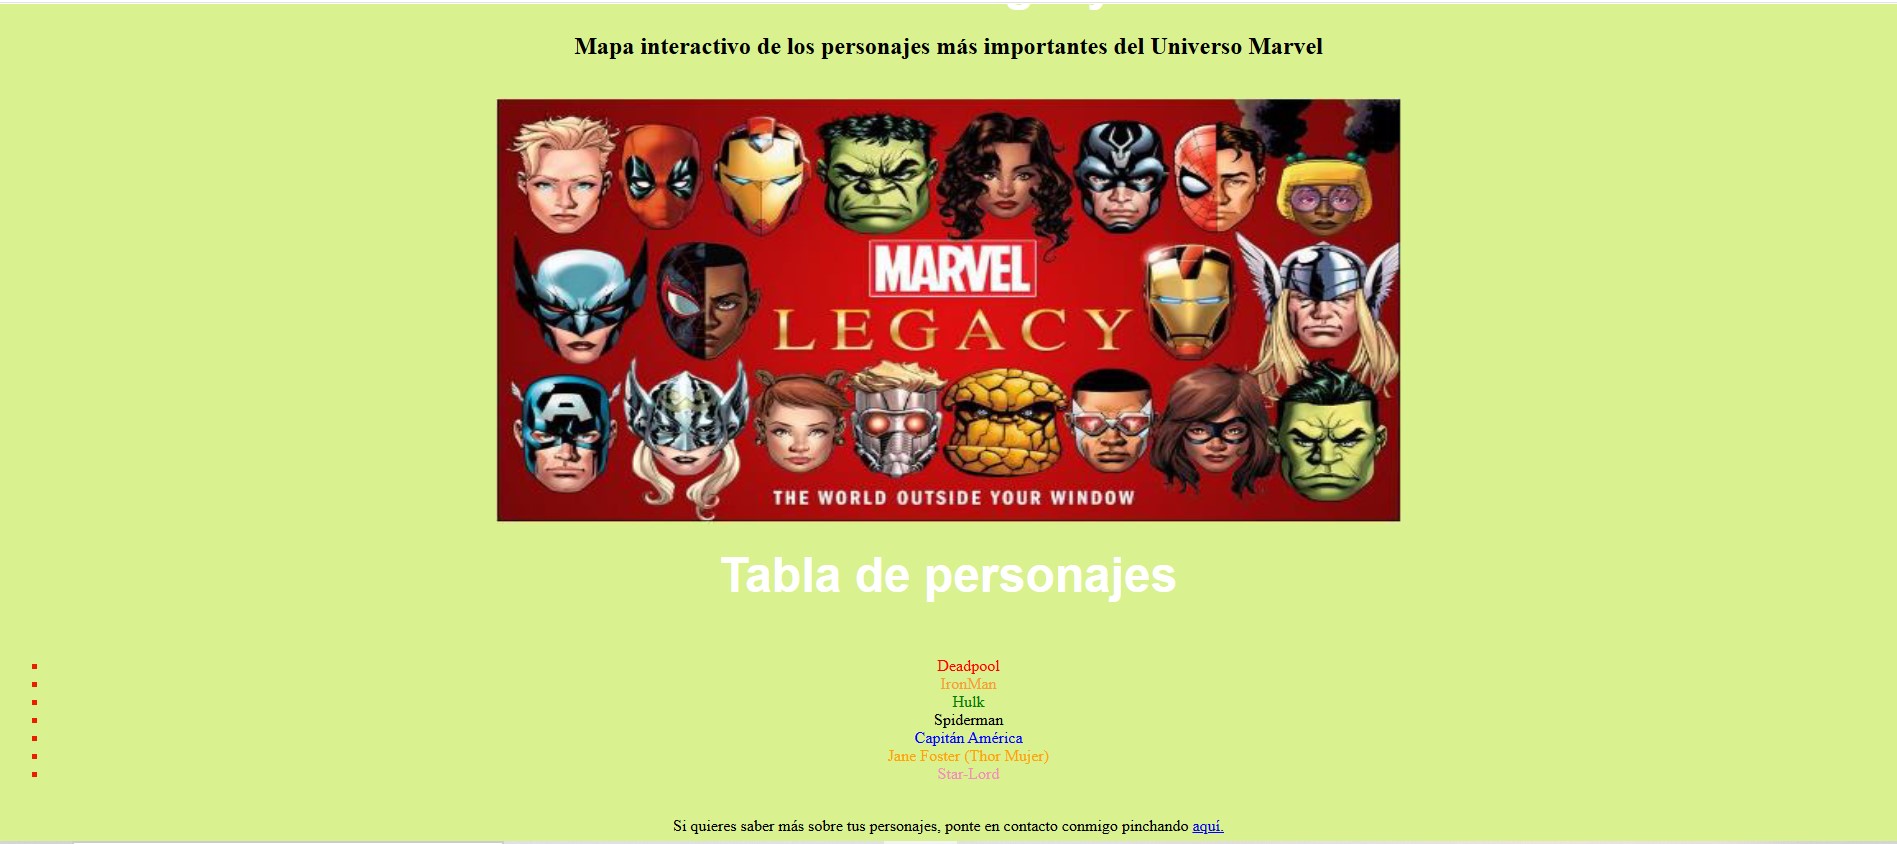 Mapa interactivo de los personajes más importantes del Universo Marvel
MARVEL
LEGACY
THE WORLD OUTSIDE YOUR WINDOW
Tabla de personajes
Deadpool
IronMan
Hulk
Spiderman
Capitán América
Jane Foster (Thor Mujer)
Star-Lord
Si quieres saber más sobre tus personajes, ponte en contacto conmigo pinchando aquí.